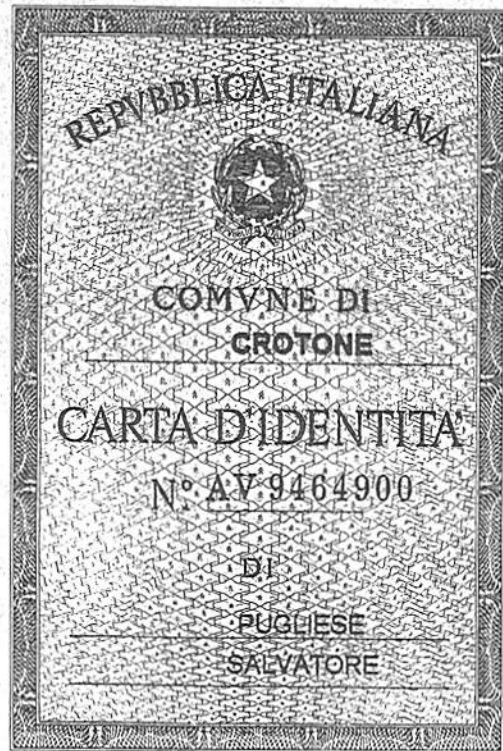 REPVBBLICA ITALIANA
COMVNE DI
CROTONE
CARTA D'IDENTITA'
N° AV 9464900
DI
PUGLIESE
SALVATORE